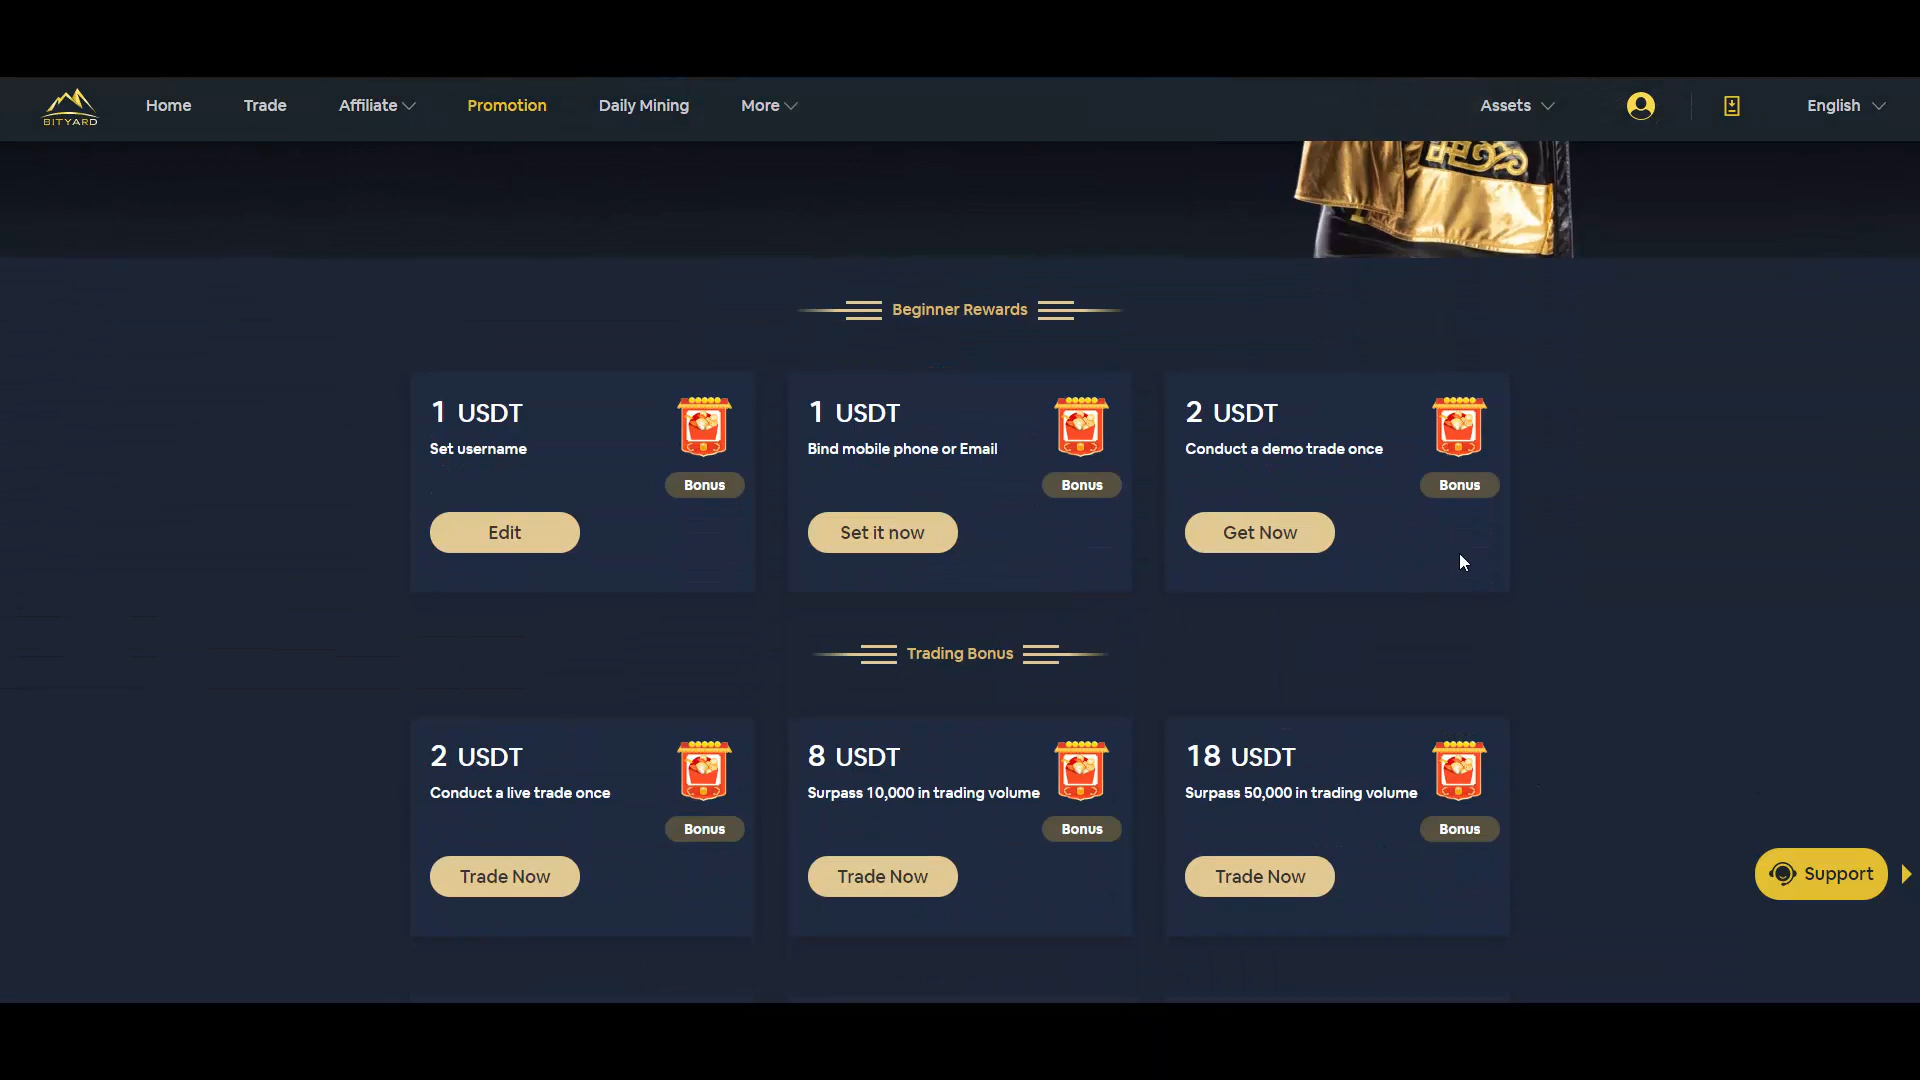 BITYARD
Home
Trade
Affiliate
Promotion
Daily Mining
More
Assets
English
Beginner Rewards
1 USDT
Set username
Bonus
Edit
1 USDT
Bind mobile phone or Email
Bonus
Set it now
2 USDT
Conduct a demo trade once
Bonus
Get Now
Trading Bonus
2 USDT
Conduct a live trade once
Bonus
Trade Now
8 USDT
Surpass 10,000 in trading volume
Bonus
Trade Now
18 USDT
Surpass 50,000 in trading volume
Bonus
Trade Now
Support